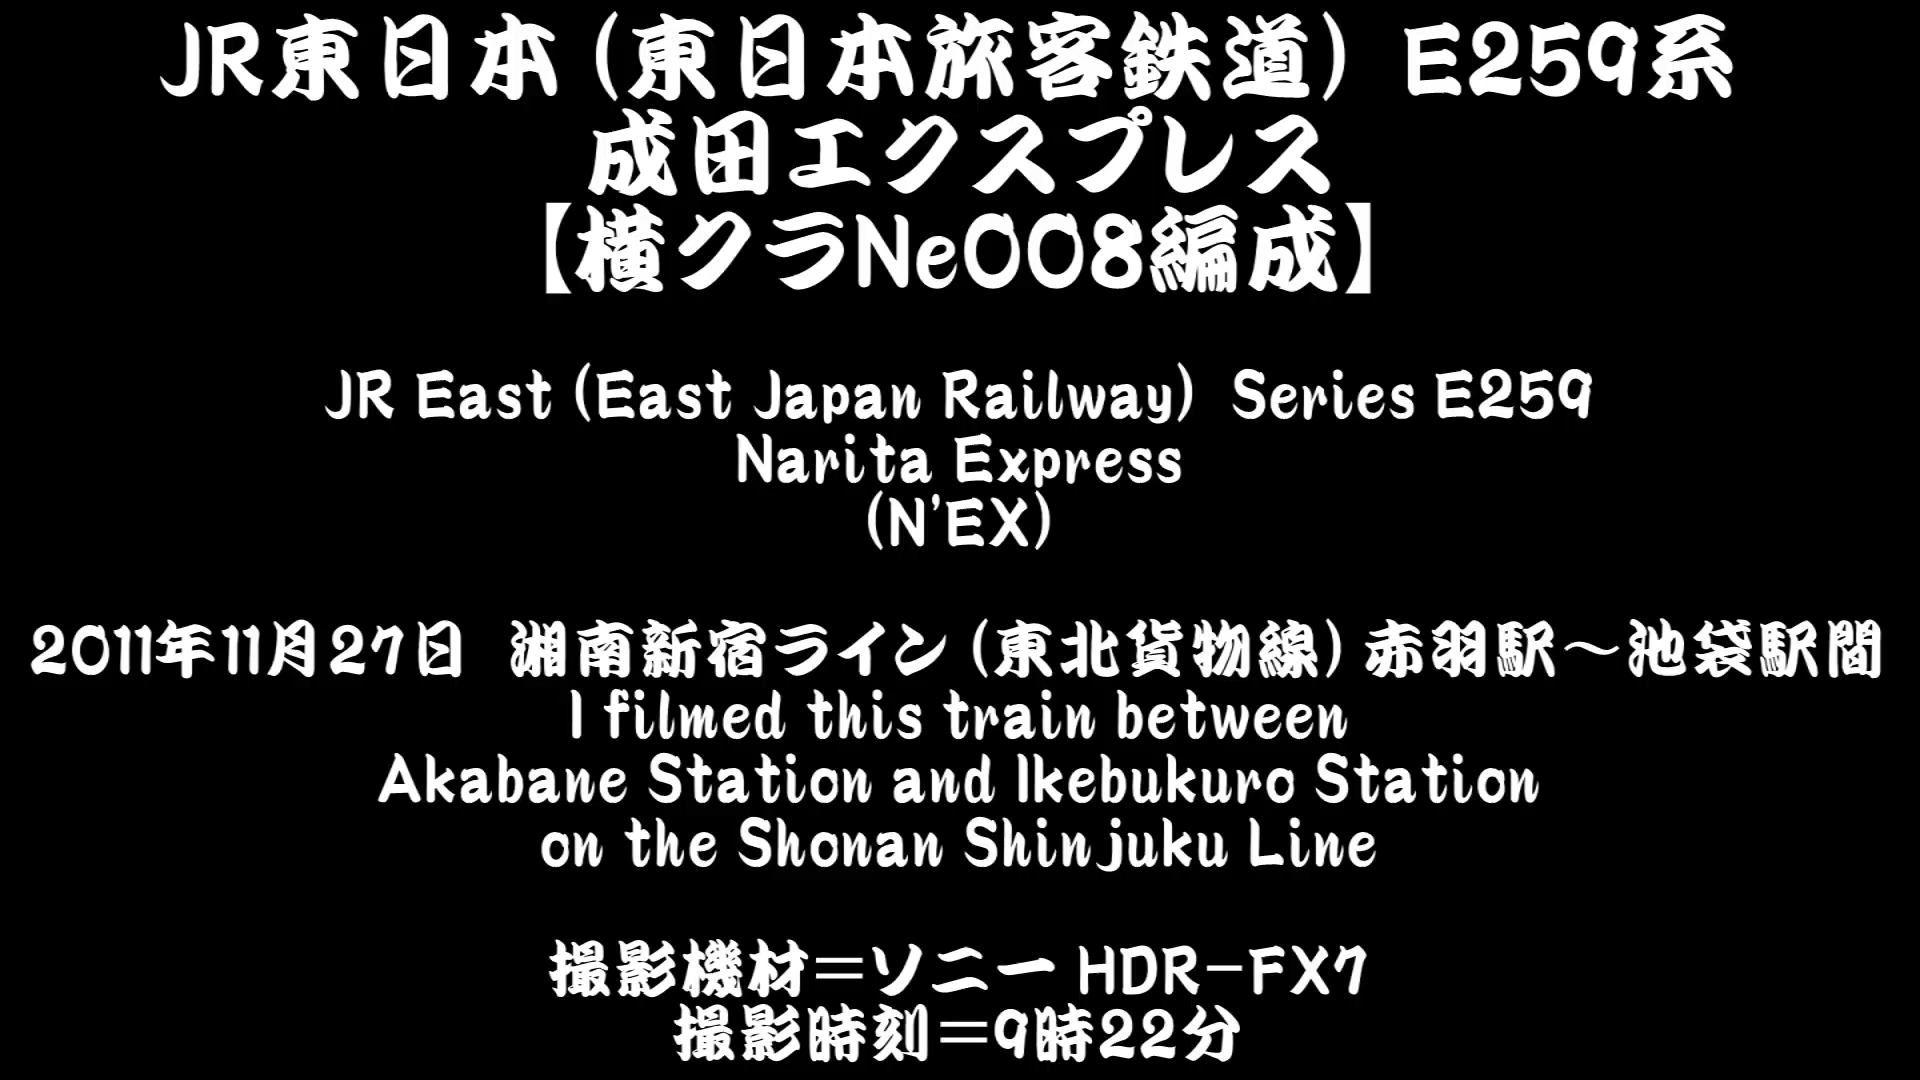 JR東日本(東日本旅客鉄道) E259系
成田エクスプレス
【横クラNe008編成】
JR East (East Japan Railway) Series E259
Narita Express
(N'EX)
2011年11月27日 湘南新宿ライン(東北貨物線)赤羽駅～池袋駅間
I filmed this train between
Akabane Station and Ikebukuro Station
on the Shonan Shinjuku Line
撮影機材＝ソニー HDR-FX7
撮影時刻＝9時22分